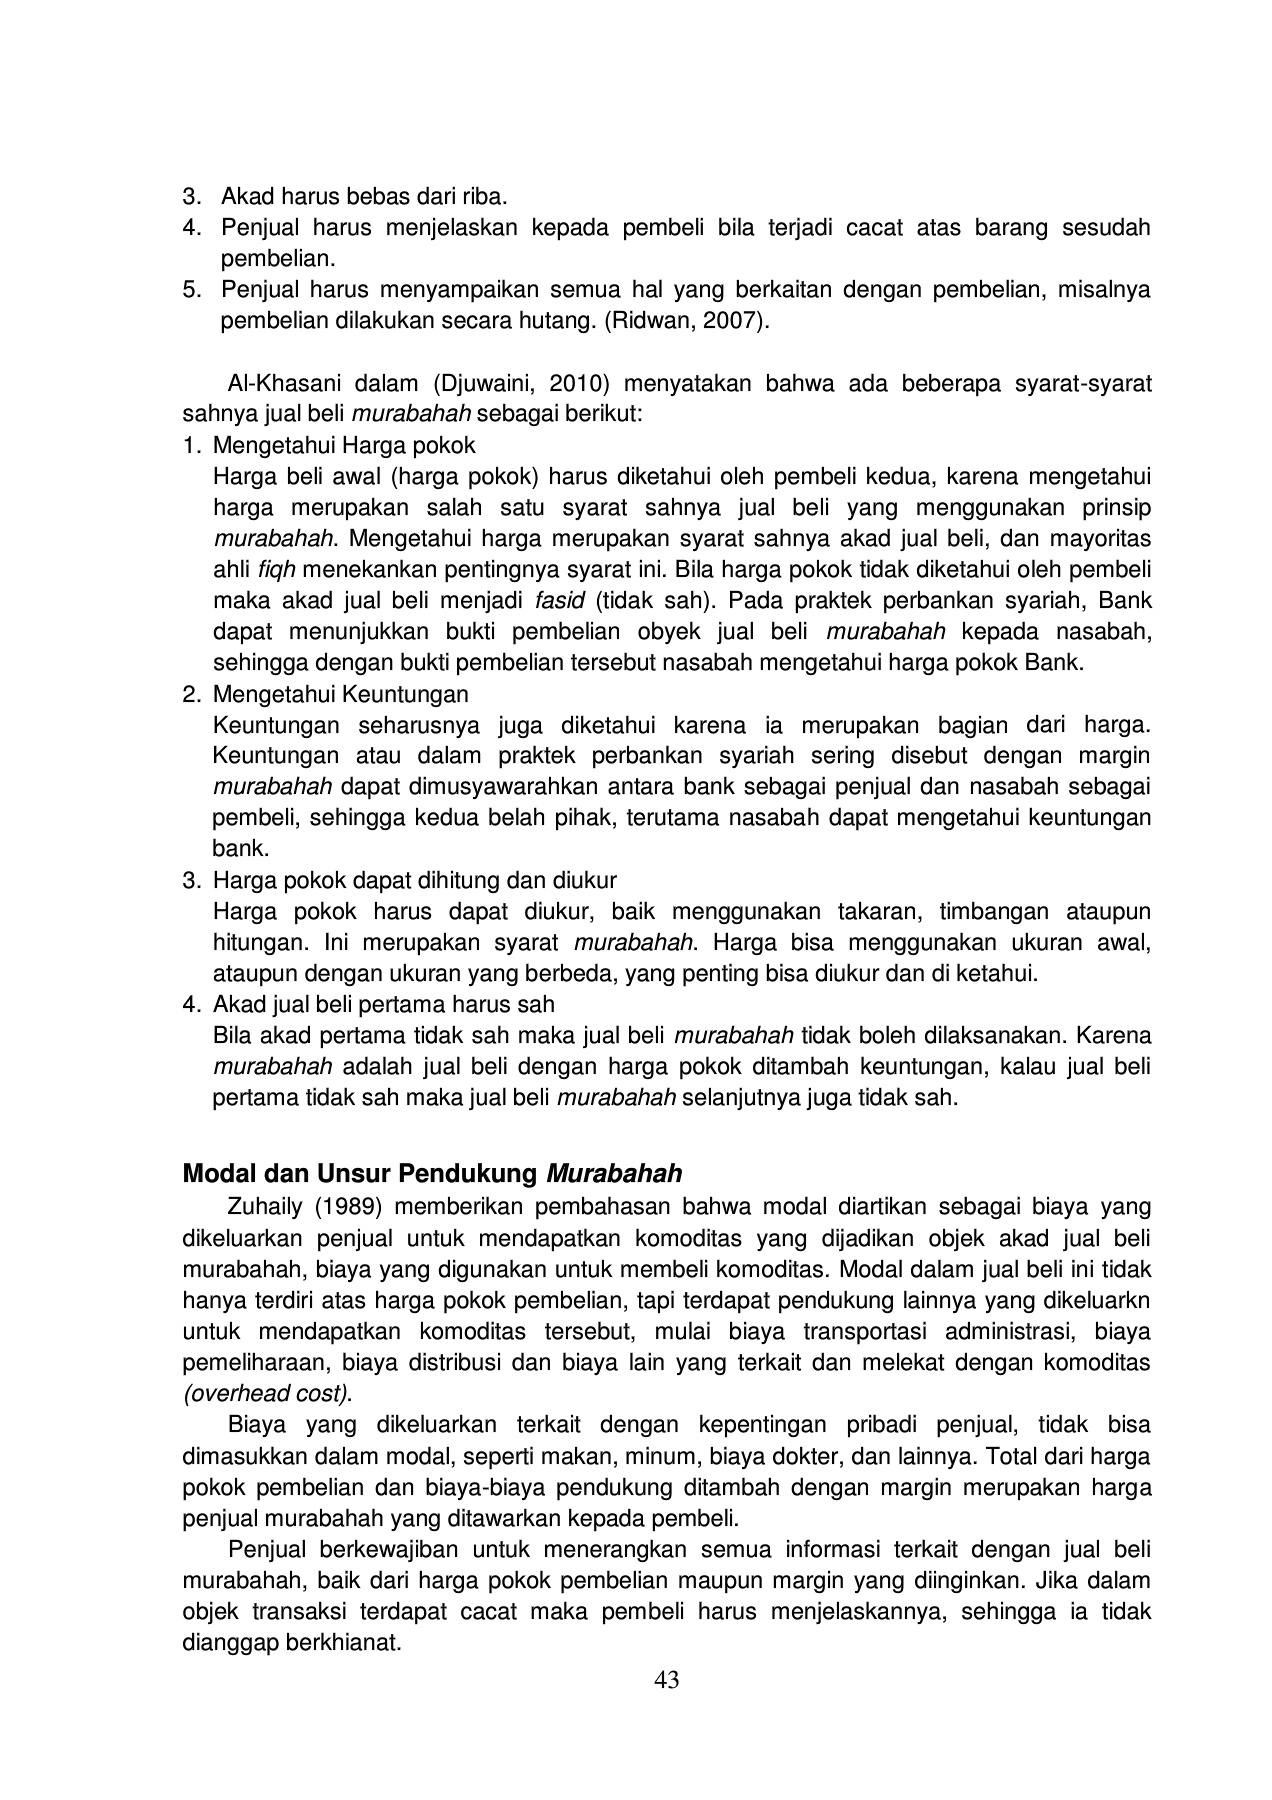 3. Akad harus bebas dari riba.
4. Penjual harus menjelaskan kepada pembeli bila terjadi cacat atas barang sesudah
pembelian.
5. Penjual harus menyampaikan semua hal yang berkaitan dengan pembelian, misalnya
pembelian dilakukan secara hutang. (Ridwan, 2007).
Al-Khasani dalam (Djuwaini, 2010) menyatakan bahwa ada beberapa syarat-syarat
sahnya jual beli murabahah sebagai berikut:
1. Mengetahui Harga pokok
Harga beli awal (harga pokok) harus diketahui oleh pembeli kedua, karena mengetahui
harga merupakan salah satu syarat sahnya jual beli yang menggunakan prinsip
murabahah. Mengetahui harga merupakan syarat sahnya akad jual beli, dan mayoritas
ahli fiqh menekankan pentingnya syarat ini. Bila harga pokok tidak diketahui oleh pembeli
maka akad jual beli menjadi fasid (tidak sah). Pada praktek perbankan syariah, Bank
dapat menunjukkan bukti pembelian obyek jual beli murabahah kepada nasabah,
sehingga dengan bukti pembelian tersebut nasabah mengetahui harga pokok Bank.
2. Mengetahui Keuntungan
Keuntungan seharusnya juga diketahui karena ia merupakan bagian dari harga.
Keuntungan atau dalam praktek perbankan syariah sering disebut dengan margin
murabahah dapat dimusyawarahkan antara bank sebagai penjual dan nasabah sebagai
pembeli, sehingga kedua belah pihak, terutama nasabah dapat mengetahui keuntungan
bank.
3. Harga pokok dapat dihitung dan diukur
Harga pokok harus dapat diukur, baik menggunakan takaran, timbangan ataupun
hitungan. Ini merupakan syarat murabahah. Harga bisa menggunakan ukuran awal,
ataupun dengan ukuran yang berbeda, yang penting bisa diukur dan di ketahui.
4. Akad jual beli pertama harus sah
Bila akad pertama tidak sah maka jual beli murabahah tidak boleh dilaksanakan. Karena
murabahah adalah jual beli dengan harga pokok ditambah keuntungan, kalau jual beli
pertama tidak sah maka jual beli murabahah selanjutnya juga tidak sah.
Modal dan Unsur Pendukung Murabahah
Zuhaily (1989) memberikan pembahasan bahwa modal diartikan sebagai biaya yang
dikeluarkan penjual untuk mendapatkan komoditas yang dijadikan objek akad jual beli
murabahah, biaya yang digunakan untuk membeli komoditas. Modal dalam jual beli ini tidak
hanya terdiri atas harga pokok pembelian, tapi terdapat pendukung lainnya yang dikeluarkn
untuk mendapatkan komoditas tersebut, mulai biaya transportasi administrasi, biaya
pemeliharaan, biaya distribusi dan biaya lain yang terkait dan melekat dengan komoditas
(overhead cost).
Biaya yang dikeluarkan terkait dengan kepentingan pribadi penjual, tidak bisa
dimasukkan dalam modal, seperti makan, minum, biaya dokter, dan lainnya. Total dari harga
pokok pembelian dan biaya-biaya pendukung ditambah dengan margin merupakan harga
penjual murabahah yang ditawarkan kepada pembeli.
Penjual berkewajiban untuk menerangkan semua informasi terkait dengan jual beli
murabahah, baik dari harga pokok pembelian maupun margin yang diinginkan. Jika dalam
objek transaksi terdapat cacat maka pembeli harus menjelaskannya, sehingga ia tidak
dianggap berkhianat.
43